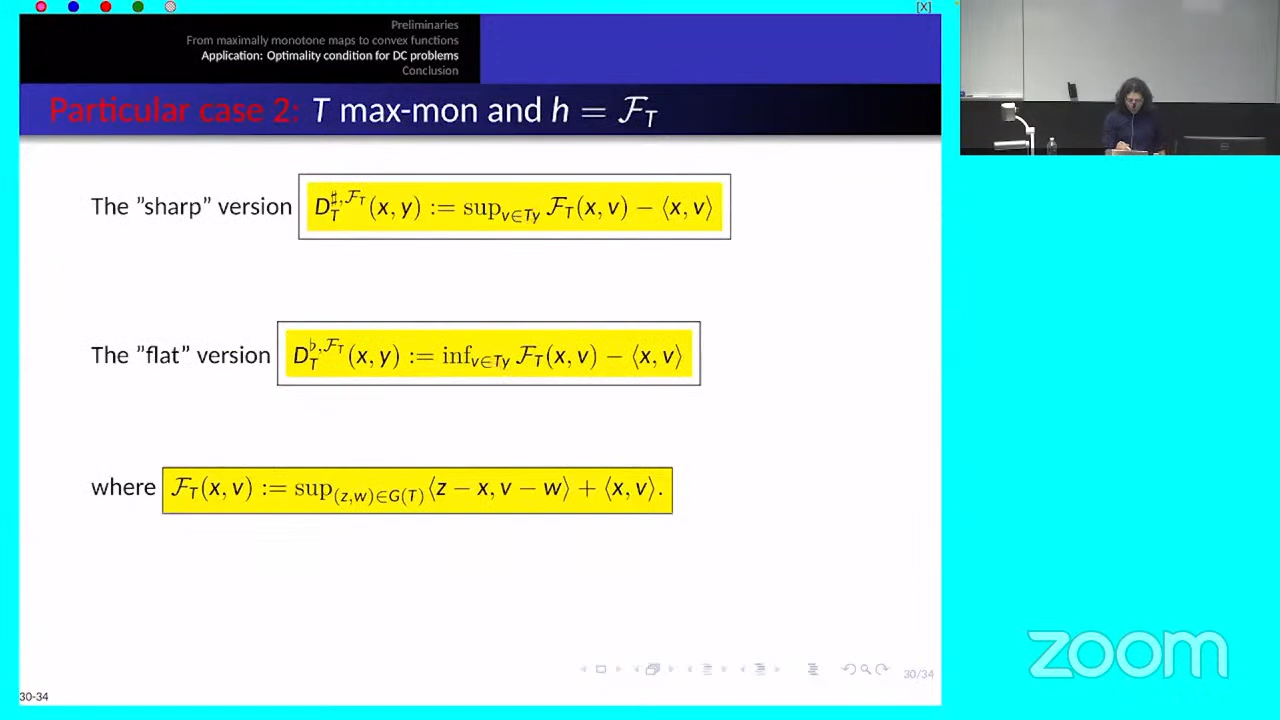 [X]
Preliminaries
From maximally monotone maps to convex functions
Application: Optimality condition for DC problems
Conclusion
Particular case 2: T max-mon and h = ℱ_T
The ”sharp” version D_T^{♯,ℱ_T}(x, y) := sup_{v∈Ty} ℱ_T(x, v) − ⟨x, v⟩
The ”flat” version D_T^{♭,ℱ_T}(x, y) := inf_{v∈Ty} ℱ_T(x, v) − ⟨x, v⟩
where ℱ_T(x, v) := sup_{(z,w)∈G(T)} ⟨z − x, v − w⟩ + ⟨x, v⟩.
30/34
30-34
zoom